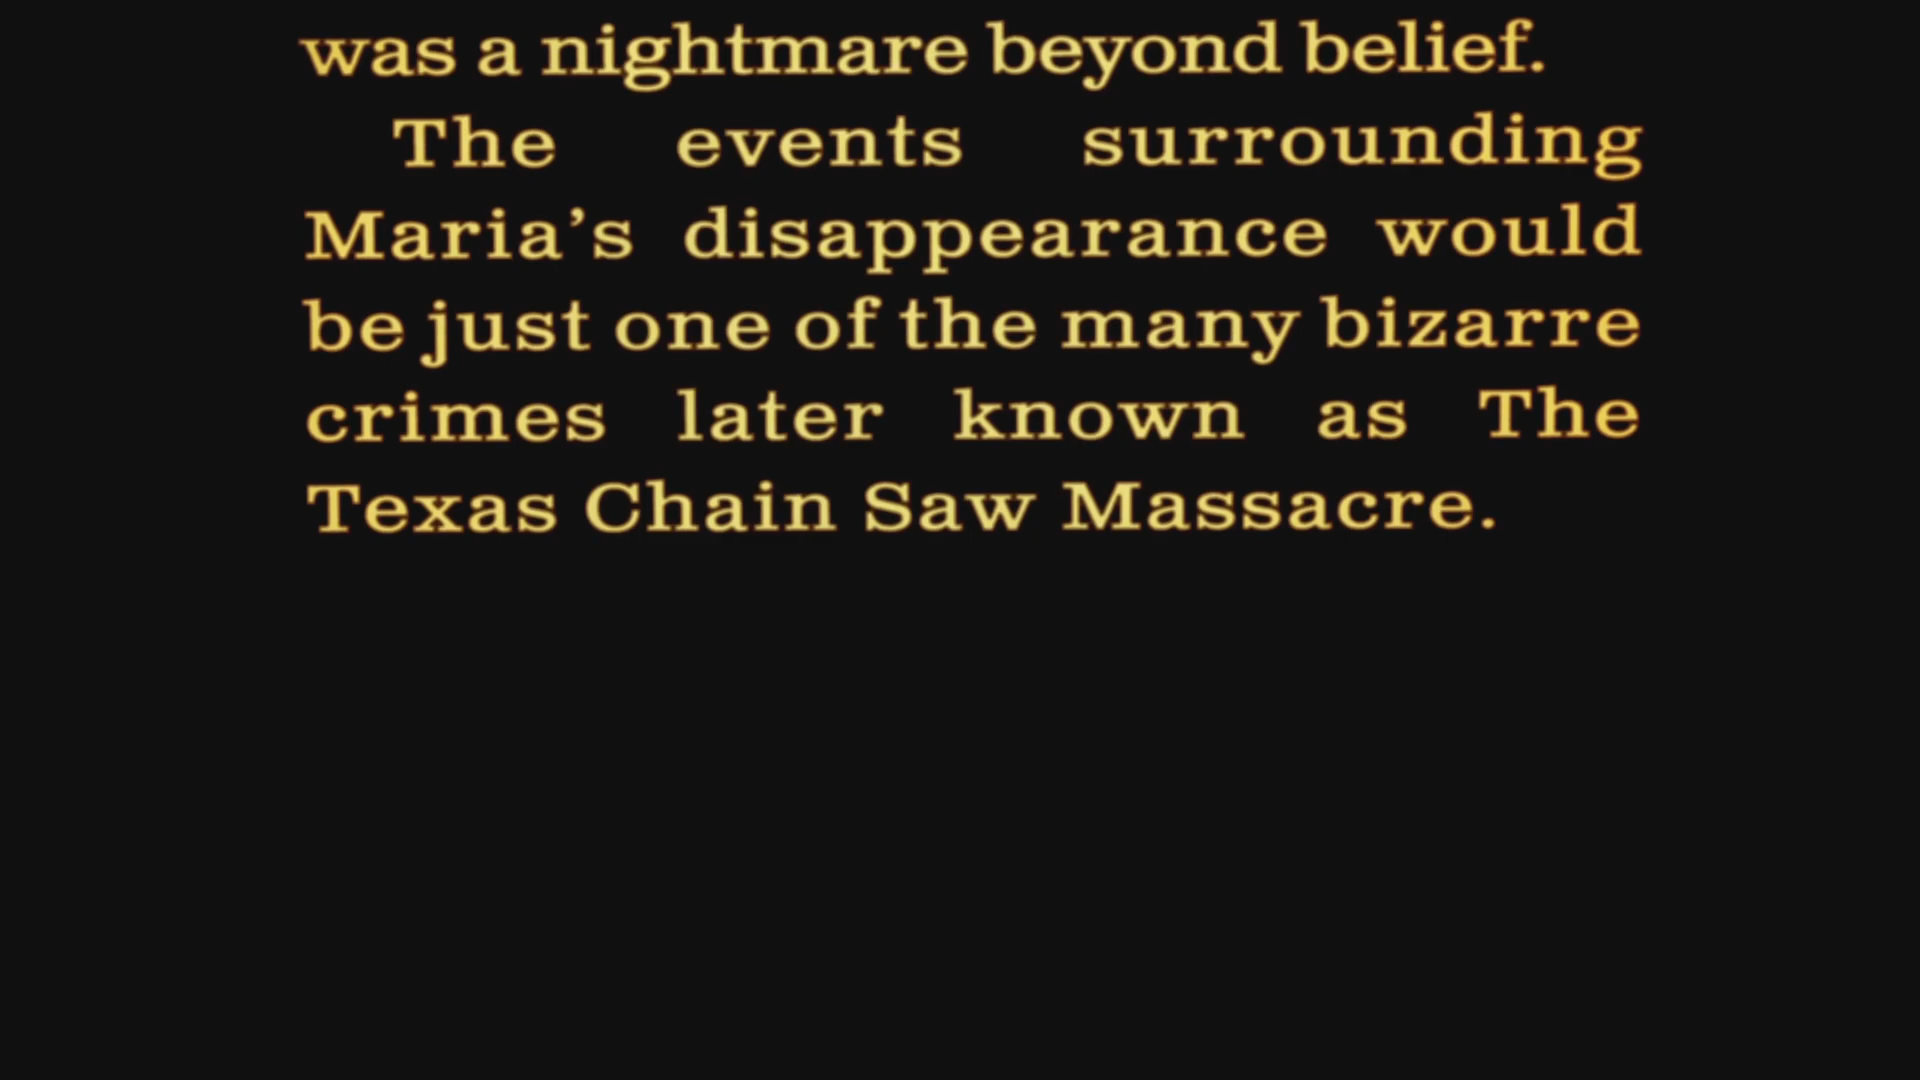 was a nightmare beyond belief.
The events surrounding
Maria’s disappearance would
be just one of the many bizarre
crimes later known as The
Texas Chain Saw Massacre.